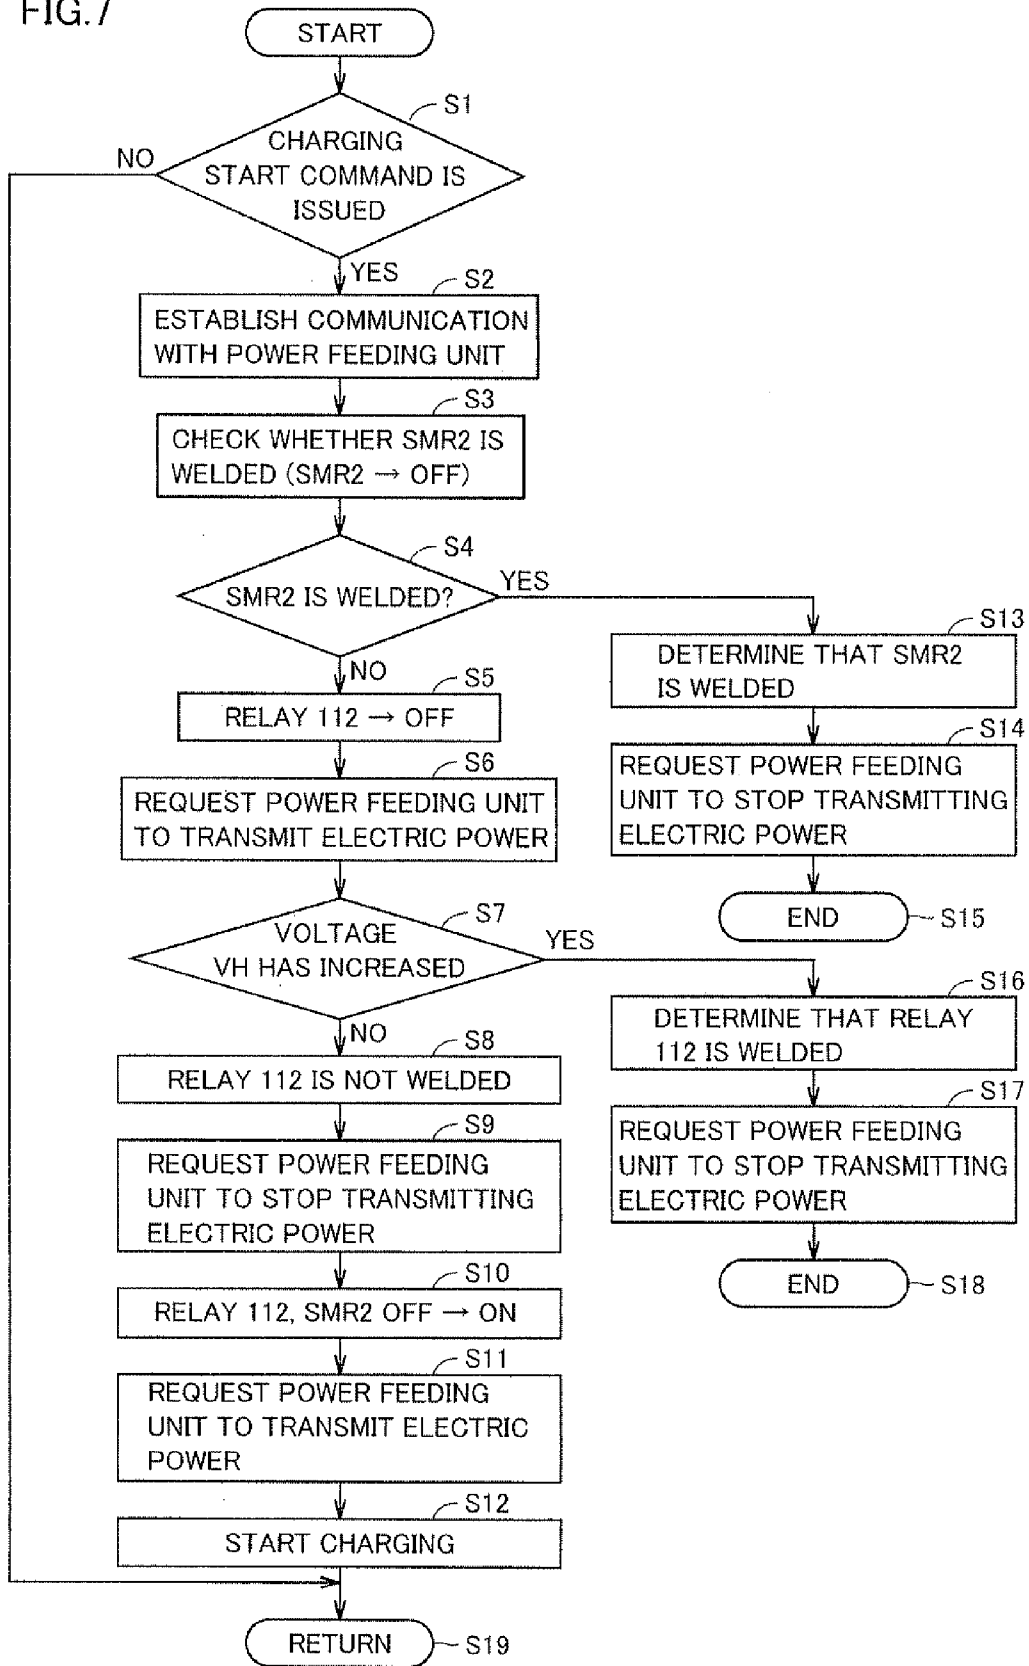 FIG.7
START
S1
CHARGING
START COMMAND IS
ISSUED
NO
YES
S2
ESTABLISH COMMUNICATION
WITH POWER FEEDING UNIT
S3
CHECK WHETHER SMR2 IS
WELDED (SMR2 → OFF)
S4
SMR2 IS WELDED?
YES
NO
S5
RELAY 112 → OFF
S6
REQUEST POWER FEEDING UNIT
TO TRANSMIT ELECTRIC POWER
S7
VOLTAGE
VH HAS INCREASED
YES
NO
S8
RELAY 112 IS NOT WELDED
S9
REQUEST POWER FEEDING
UNIT TO STOP TRANSMITTING
ELECTRIC POWER
S10
RELAY 112, SMR2 OFF → ON
S11
REQUEST POWER FEEDING
UNIT TO TRANSMIT ELECTRIC
POWER
S12
START CHARGING
RETURN
S19
S13
DETERMINE THAT SMR2
IS WELDED
S14
REQUEST POWER FEEDING
UNIT TO STOP TRANSMITTING
ELECTRIC POWER
END
S15
S16
DETERMINE THAT RELAY
112 IS WELDED
S17
REQUEST POWER FEEDING
UNIT TO STOP TRANSMITTING
ELECTRIC POWER
END
S18